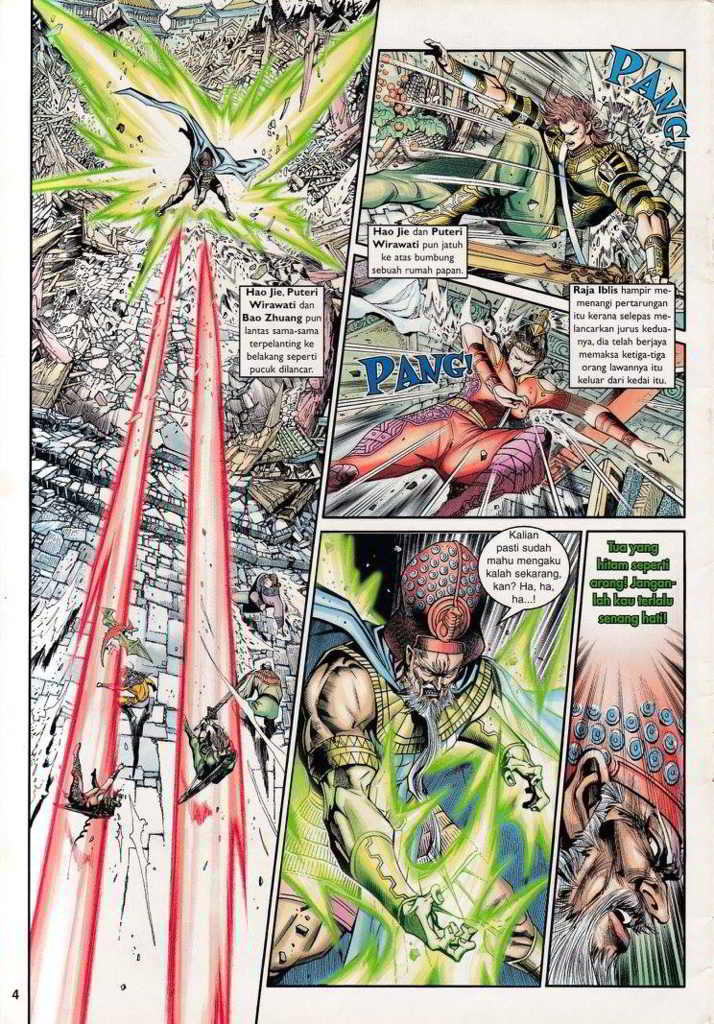 Hao Jie, Puteri
Wirawati dan
Bao Zhuang pun
lantas sama-sama
terpelanting ke
belakang seperti
pucuk dilancar.
PANG!
Hao Jie dan Puteri
Wirawati pun jatuh
ke atas bumbung
sebuah rumah papan.
Raja Iblis hampir me-
menangi pertarungan
itu kerana selepas me-
lancarkan jurus kedua-
nya, dia telah berjaya
memaksa ketiga-tiga
orang lawannya itu
keluar dari kedai itu.
PANG!
Kalian
pasti sudah
mahu mengaku
kalah sekarang,
kan? Ha, ha,
ha...!
Tua yang
hitam seperti
arang! Jangan-
lah kau terlalu
senang hati!
4